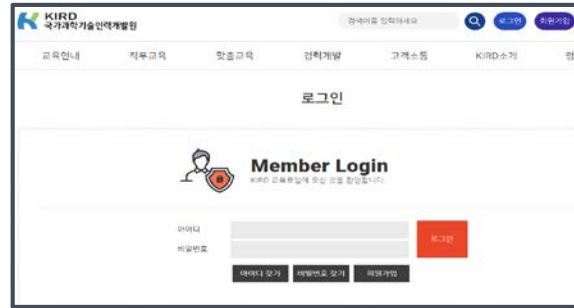 KIRD
국가과학기술인력개발원
검색어를 입력하세요
로그인
회원가입
교육안내
직무교육
맞춤교육
경력개발
고객소통
KIRD소개
로그인
Member Login
KIRD 교육포털에 오신 것을 환영합니다.
아이디
비밀번호
로그인
아이디 찾기
비밀번호 찾기
회원가입